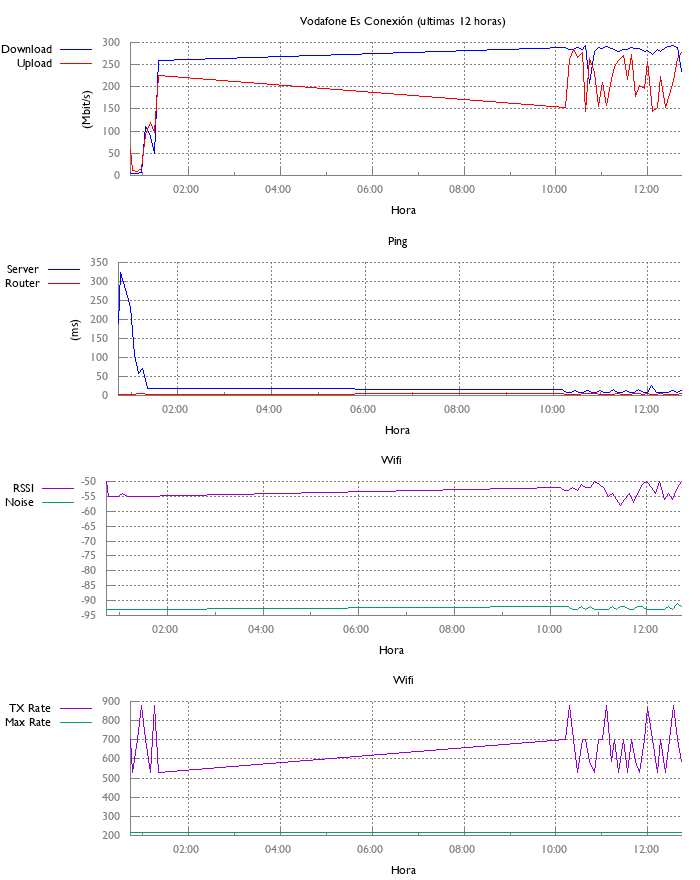 Vodafone Es Conexión (ultimas 12 horas)
Download
Upload
(Mbit/s)
300
250
200
150
100
50
0
02:00 04:00 06:00 08:00 10:00 12:00
Hora
Ping
Server
Router
(ms)
350
300
250
200
150
100
50
0
02:00 04:00 06:00 08:00 10:00 12:00
Hora
Wifi
RSSI
Noise
-50
-55
-60
-65
-70
-75
-80
-85
-90
-95
02:00 04:00 06:00 08:00 10:00 12:00
Hora
Wifi
TX Rate
Max Rate
900
800
700
600
500
400
300
200
02:00 04:00 06:00 08:00 10:00 12:00
Hora